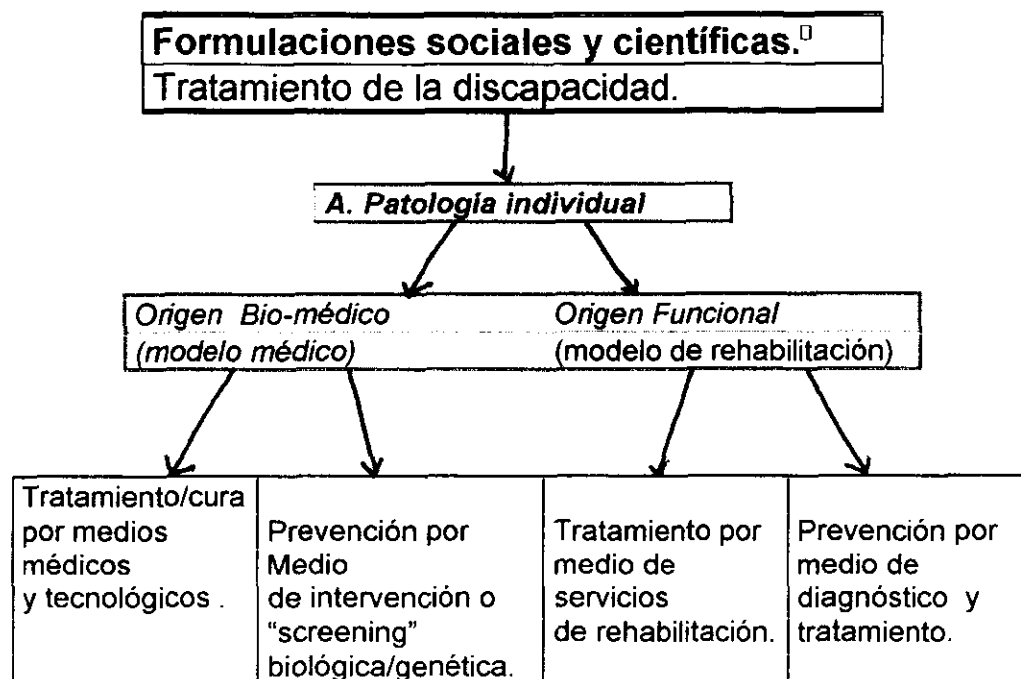 Formulaciones sociales y científicas.
Tratamiento de la discapacidad.
A. Patología individual
Origen Bio-médico
(modelo médico)
Origen Funcional
(modelo de rehabilitación)
Tratamiento/cura
por medios
médicos
y tecnológicos .
Prevención por
Medio
de intervención o
“screening”
biológica/genética.
Tratamiento por
medio de
servicios
de rehabilitación.
Prevención por
medio de
diagnóstico y
tratamiento.